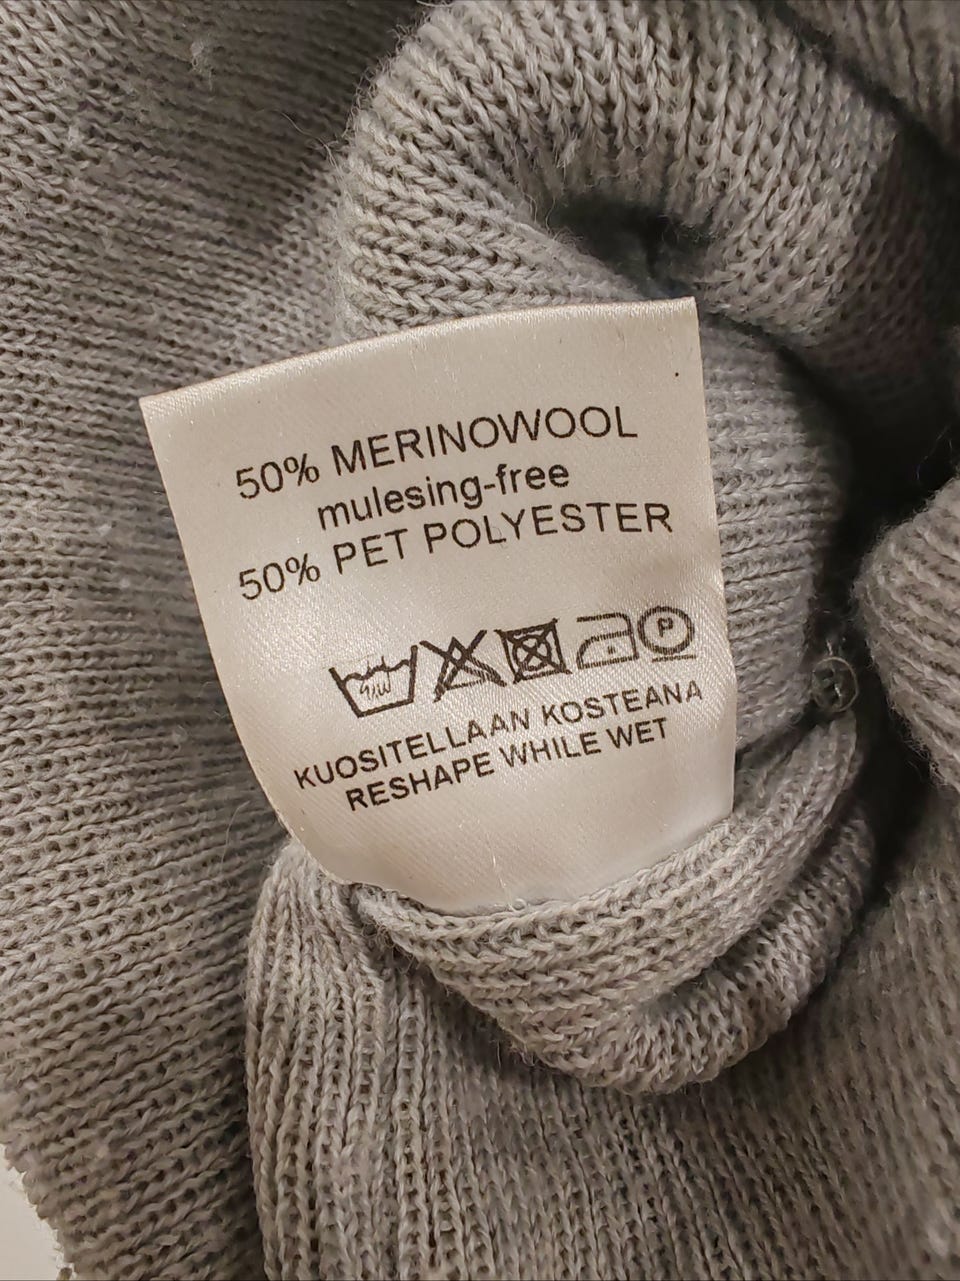 50% MERINOWOOL
mulesing-free
50% PET POLYESTER
P
KUOSITELLAAN KOSTEANA
RESHAPE WHILE WET